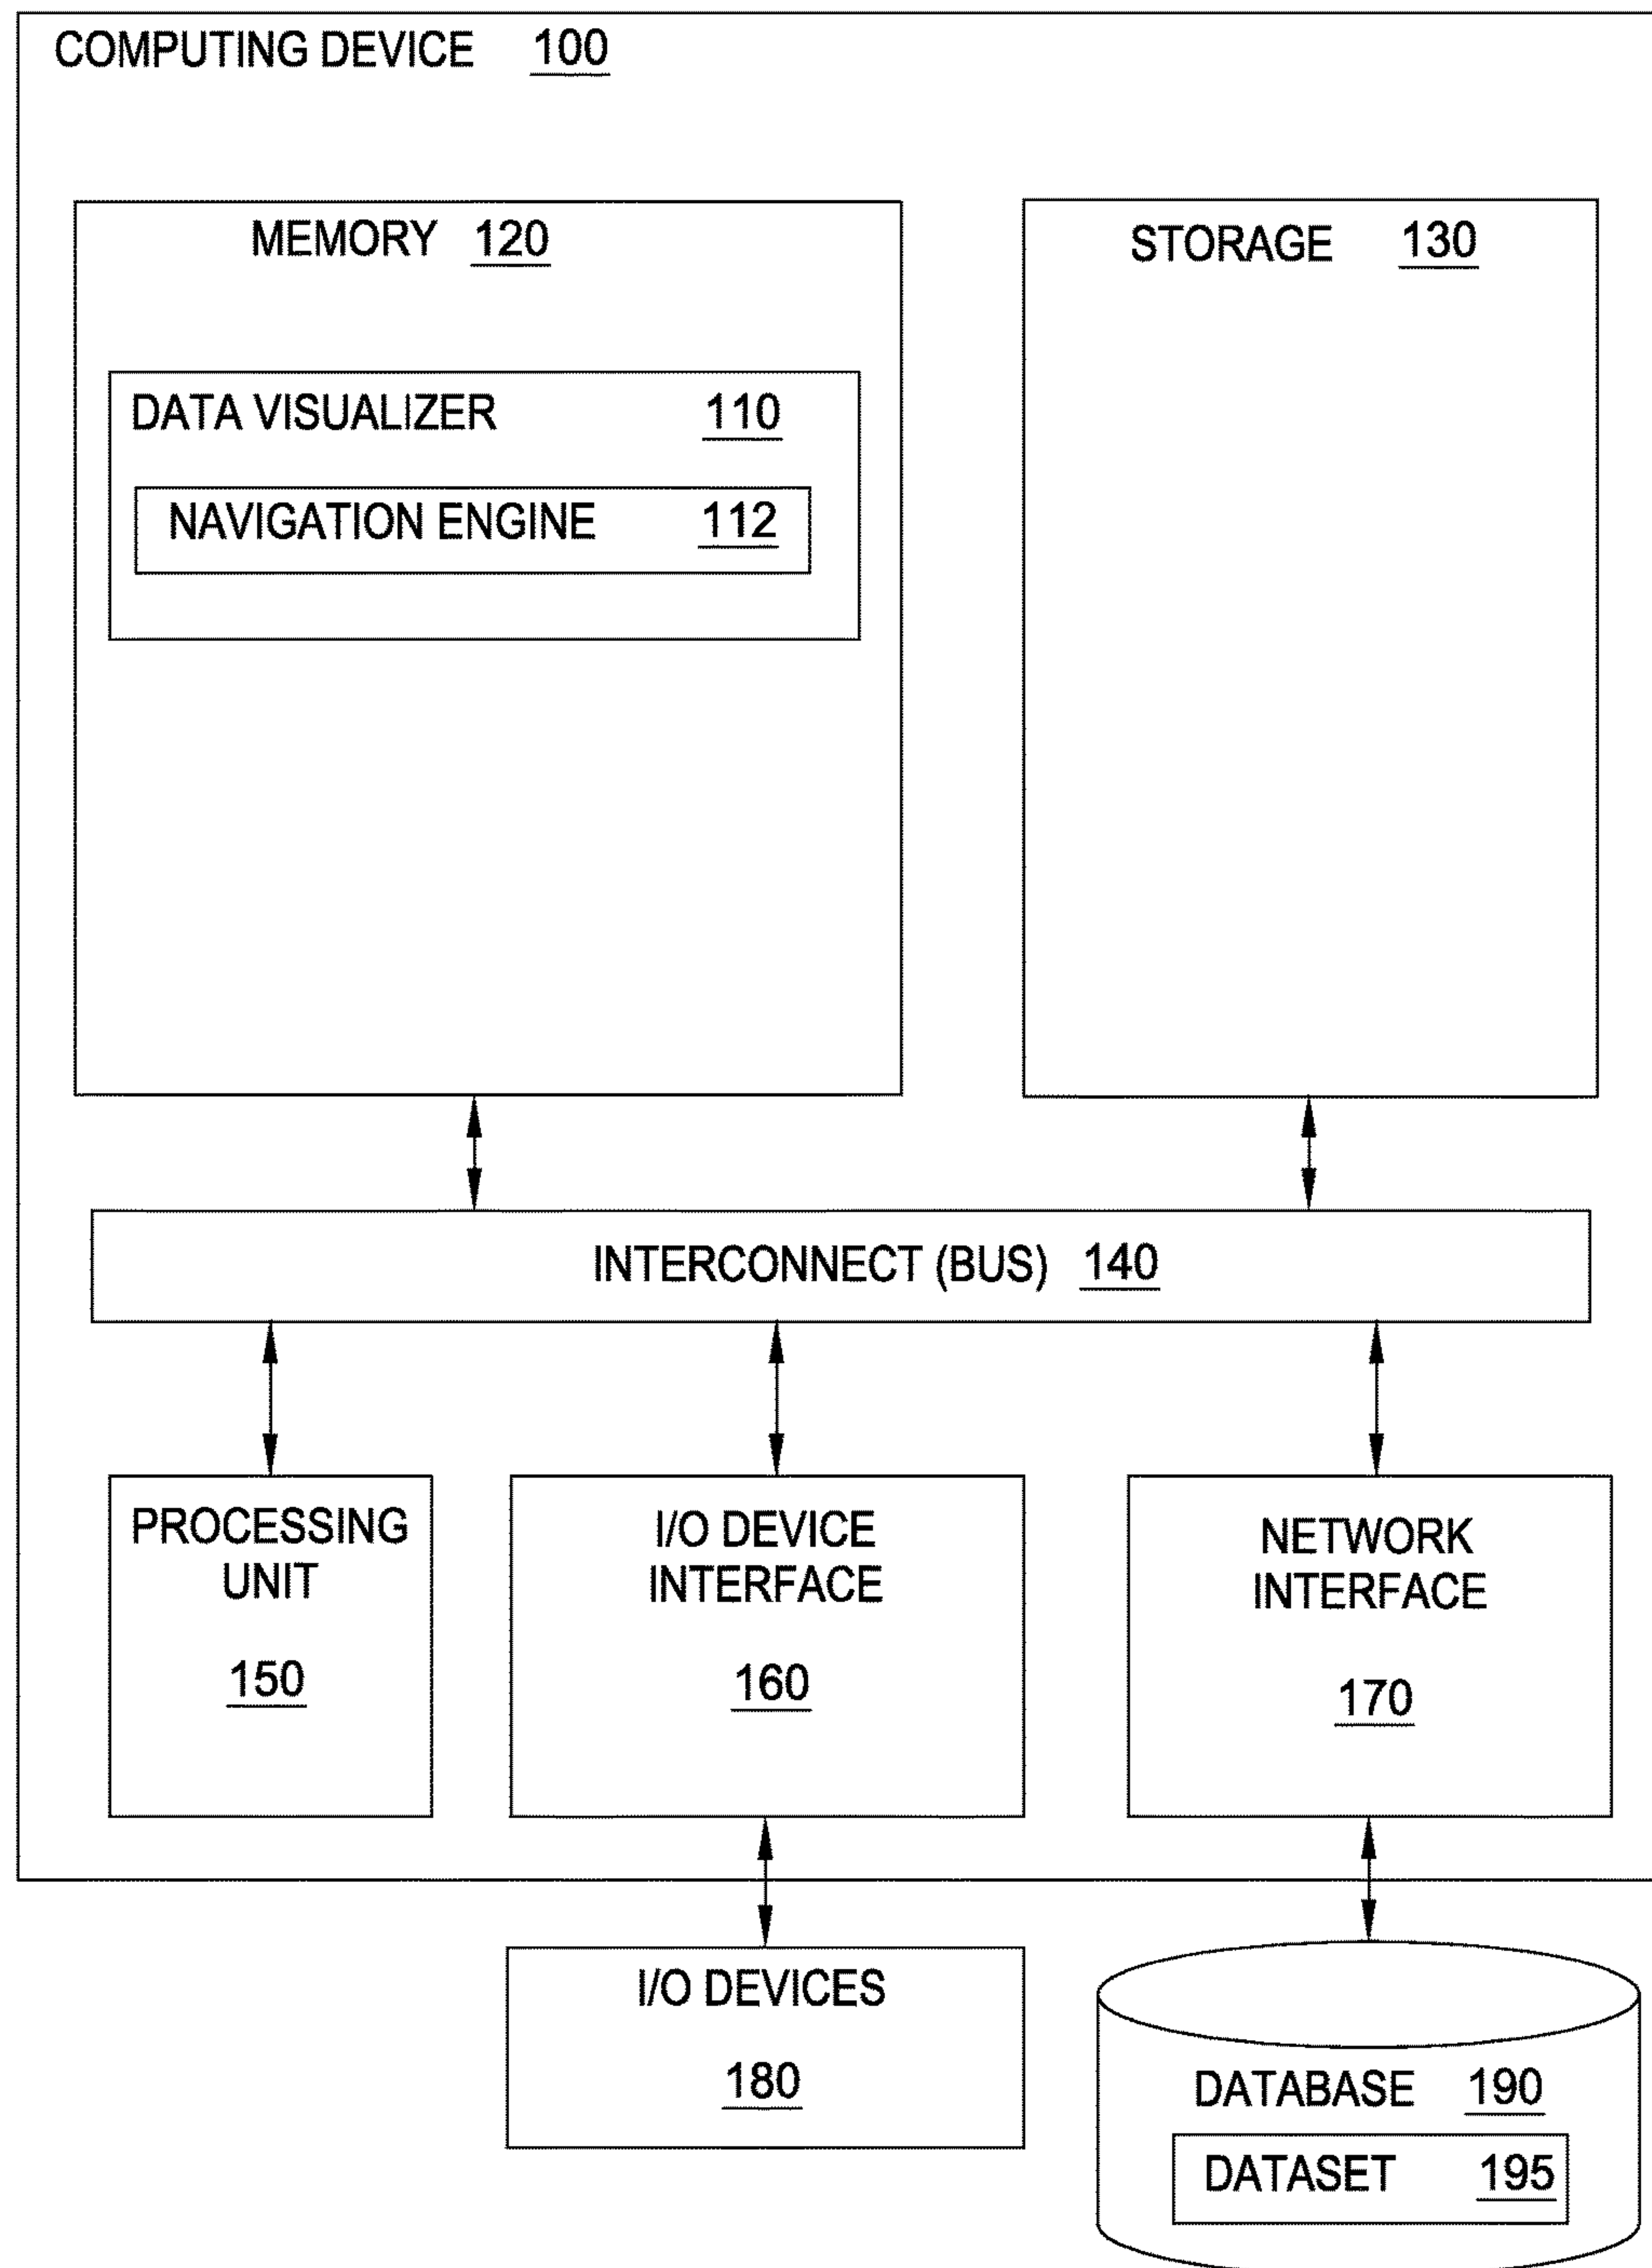 COMPUTING DEVICE 100
MEMORY 120
STORAGE 130
DATA VISUALIZER 110
NAVIGATION ENGINE 112
INTERCONNECT (BUS) 140
PROCESSING
UNIT
150
I/O DEVICE
INTERFACE
160
NETWORK
INTERFACE
170
I/O DEVICES
180
DATABASE 190
DATASET 195